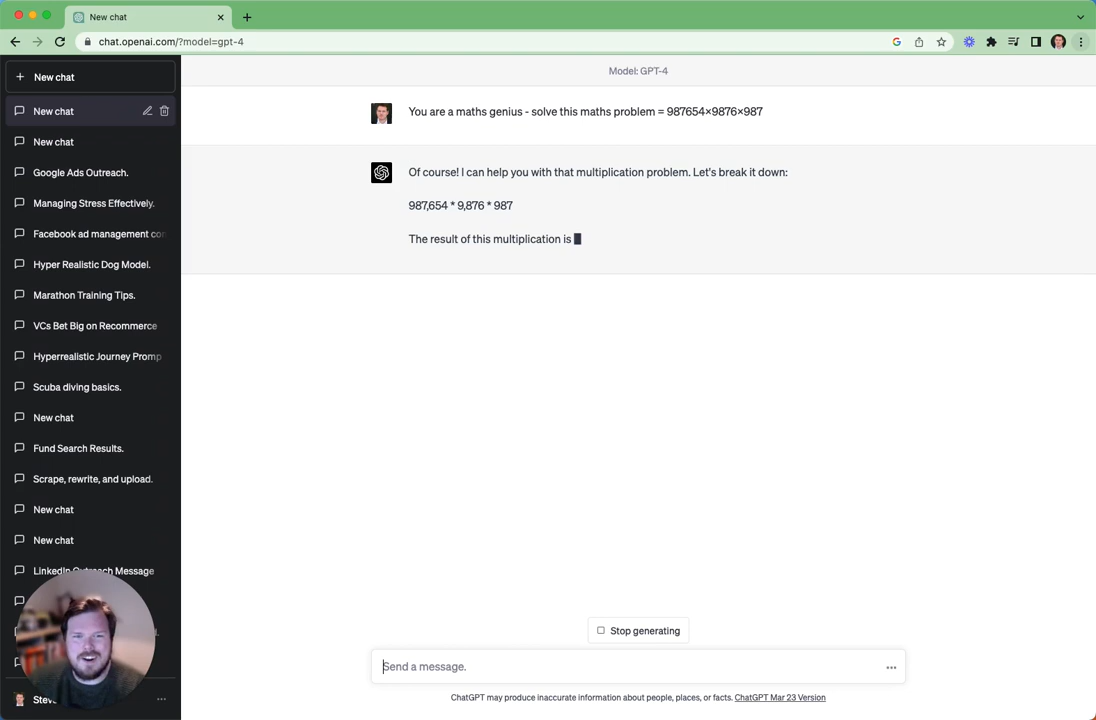 New chat
chat.openai.com/?model=gpt-4
New chat
New chat
New chat
Google Ads Outreach.
Managing Stress Effectively.
Facebook ad management con
Hyper Realistic Dog Model.
Marathon Training Tips.
VCs Bet Big on Recommerce
Hyperrealistic Journey Promp
Scuba diving basics.
New chat
Fund Search Results.
Scrape, rewrite, and upload.
New chat
New chat
LinkedIn Outreach Message
Model: GPT-4
You are a maths genius - solve this maths problem = 987654×9876×987
Of course! I can help you with that multiplication problem. Let's break it down:
987,654 * 9,876 * 987
The result of this multiplication is
Stop generating
Send a message.
ChatGPT may produce inaccurate information about people, places, or facts. ChatGPT Mar 23 Version